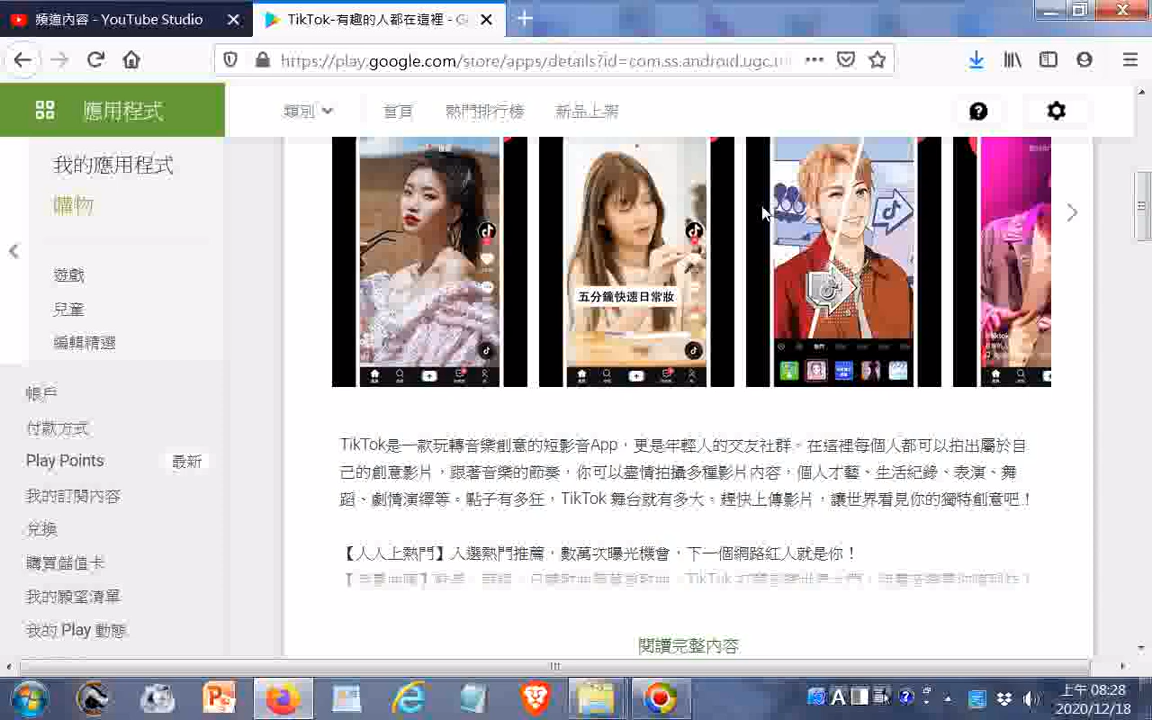 頻道內容 - YouTube Studio
TikTok-有趣的人都在這裡 - G
https://play.google.com/store/apps/details?id=com.ss.android.ugc.
應用程式
類別
首頁
熱門排行榜
新品上架
我的應用程式
購物
遊戲
兒童
編輯精選
帳戶
付款方式
Play Points
最新
我的訂閱內容
兌換
購買儲值卡
我的願望清單
我的 Play 動態
五分鐘快速日常妝
TikTok是一款玩轉音樂創意的短影音App，更是年輕人的交友社群。在這裡每個人都可以拍出屬於自
己的創意影片，跟著音樂的節奏，你可以盡情拍攝多種影片內容，個人才藝、生活紀錄、表演、舞
蹈、劇情演繹等。點子有多狂，TikTok 舞台就有多大。趕快上傳影片，讓世界看見你的獨特創意吧！
【人人上熱門】入選熱門推薦，數萬次曝光機會，下一個網路紅人就是你！
閱讀完整內容
上午 08:28
2020/12/18